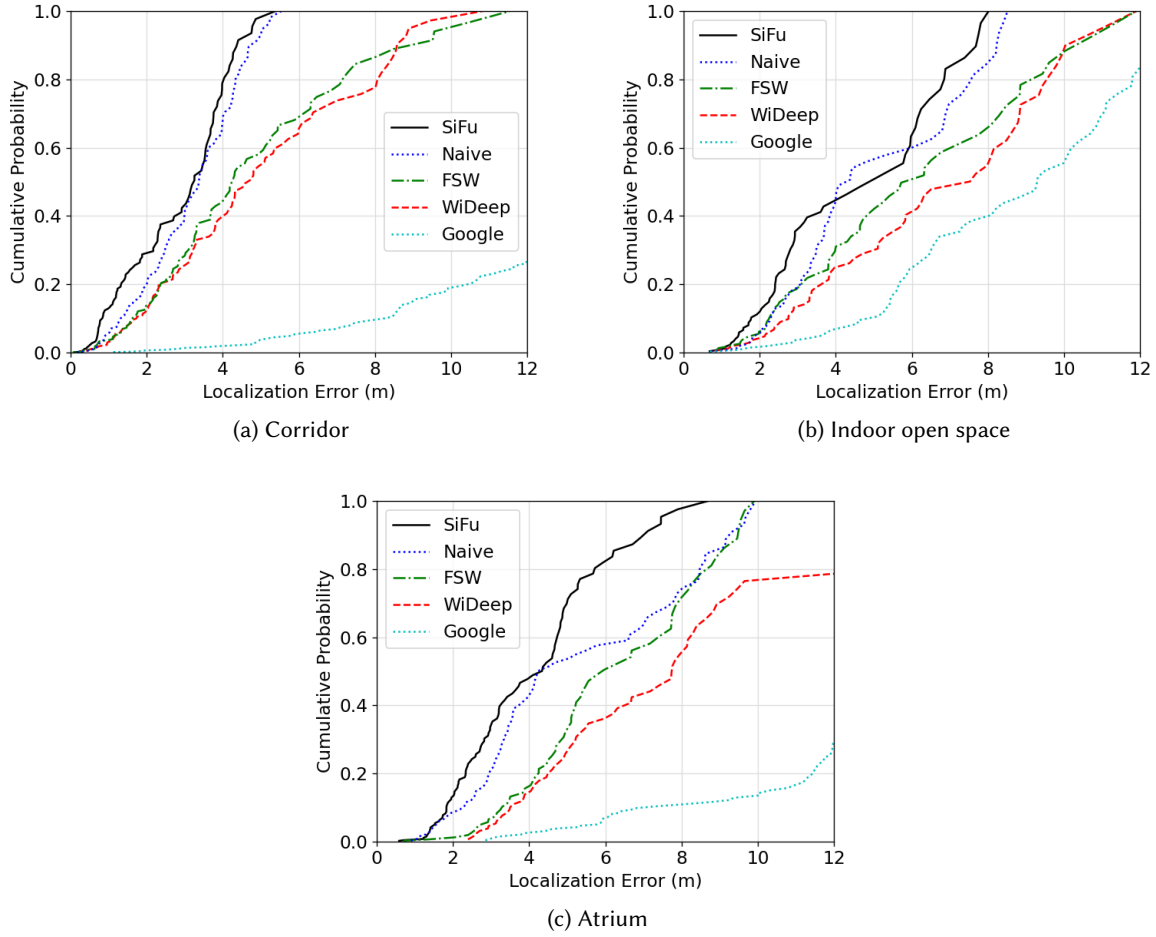 1.0
0.8
0.6
0.4
0.2
0.0
Cumulative Probability
SiFu
Naive
FSW
WiDeep
Google
0 2 4 6 8 10 12
Localization Error (m)
(a) Corridor
1.0
0.8
0.6
0.4
0.2
0.0
Cumulative Probability
SiFu
Naive
FSW
WiDeep
Google
0 2 4 6 8 10 12
Localization Error (m)
(b) Indoor open space
1.0
0.8
0.6
0.4
0.2
0.0
Cumulative Probability
SiFu
Naive
FSW
WiDeep
Google
0 2 4 6 8 10 12
Localization Error (m)
(c) Atrium